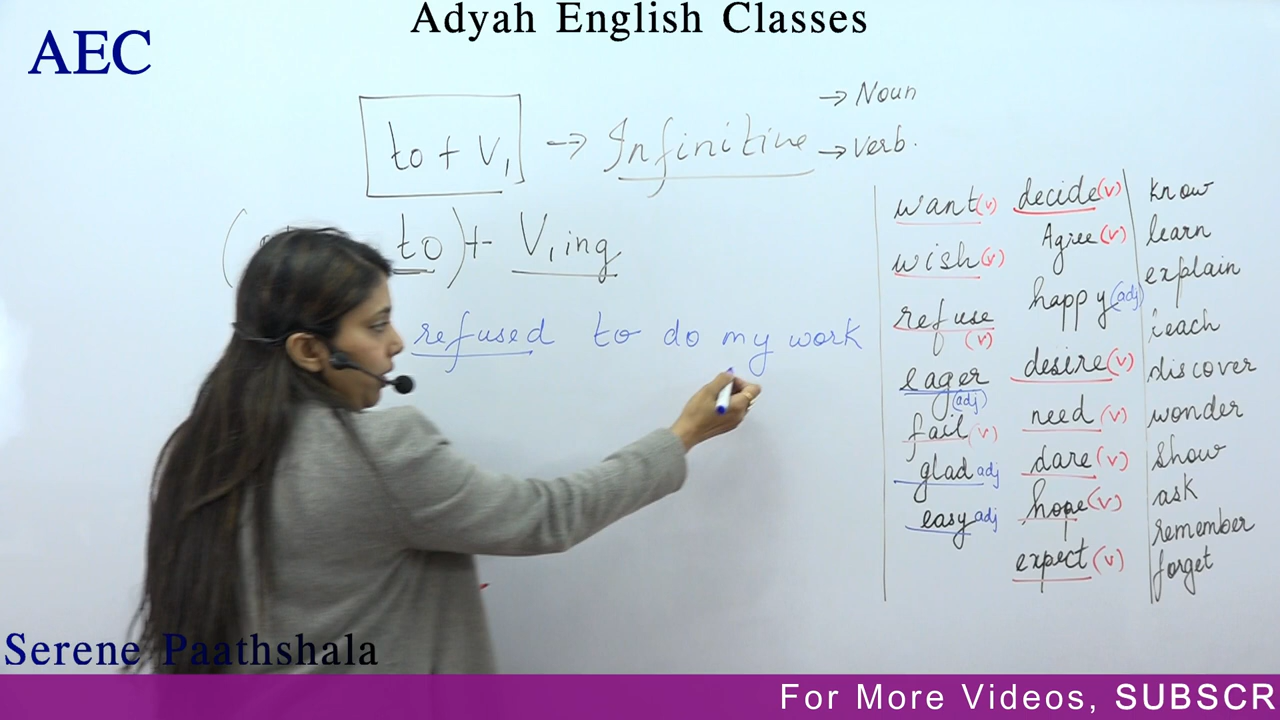 Adyah English Classes
AEC
to + V1 → Infinitive → Noun
→ Verb.
to) + V1 ing
refused to do my work
want (v)
wish (v)
refuse (v)
eager (adj)
fail (v)
glad adj
easy adj
decide (v)
Agree (v)
happy (adj)
desire (v)
need (v)
dare (v)
hope (v)
expect (v)
know
learn
explain
teach
discover
wonder
show
ask
remember
forget
Serene Paathshala
For More Videos, SUBSCR